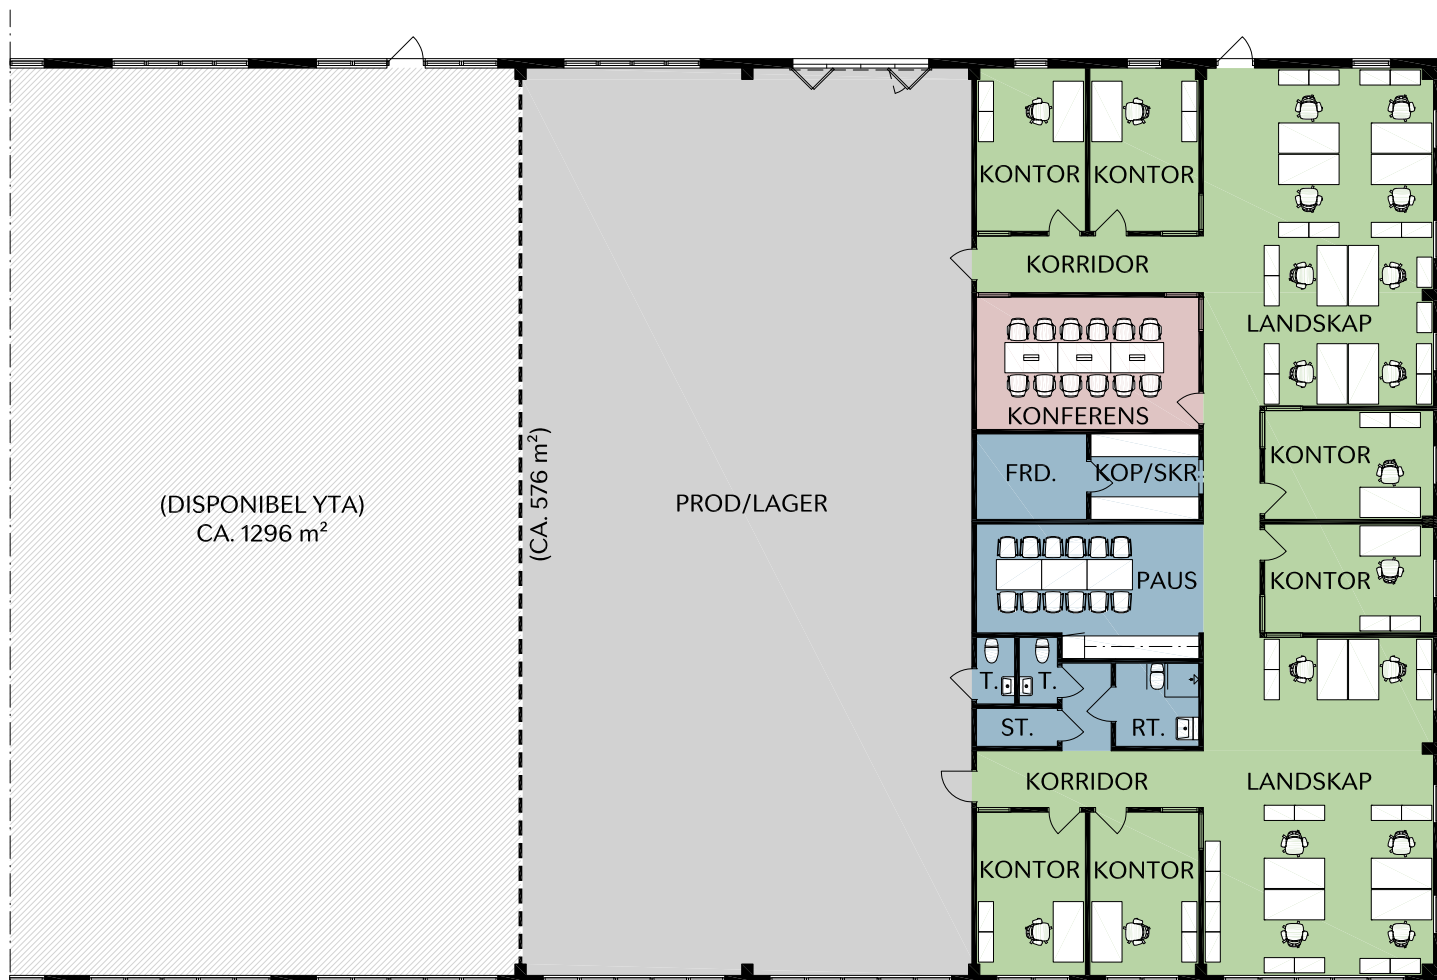 KONTOR
KONTOR
KORRIDOR
LANDSKAP
KONFERENS
KONTOR
FRD.
KOP/SKR
(DISPONIBEL YTA)
CA. 1296 m²
(CA. 576 m²)
PROD/LAGER
PAUS
KONTOR
T.
T.
ST.
RT.
KORRIDOR
LANDSKAP
KONTOR
KONTOR